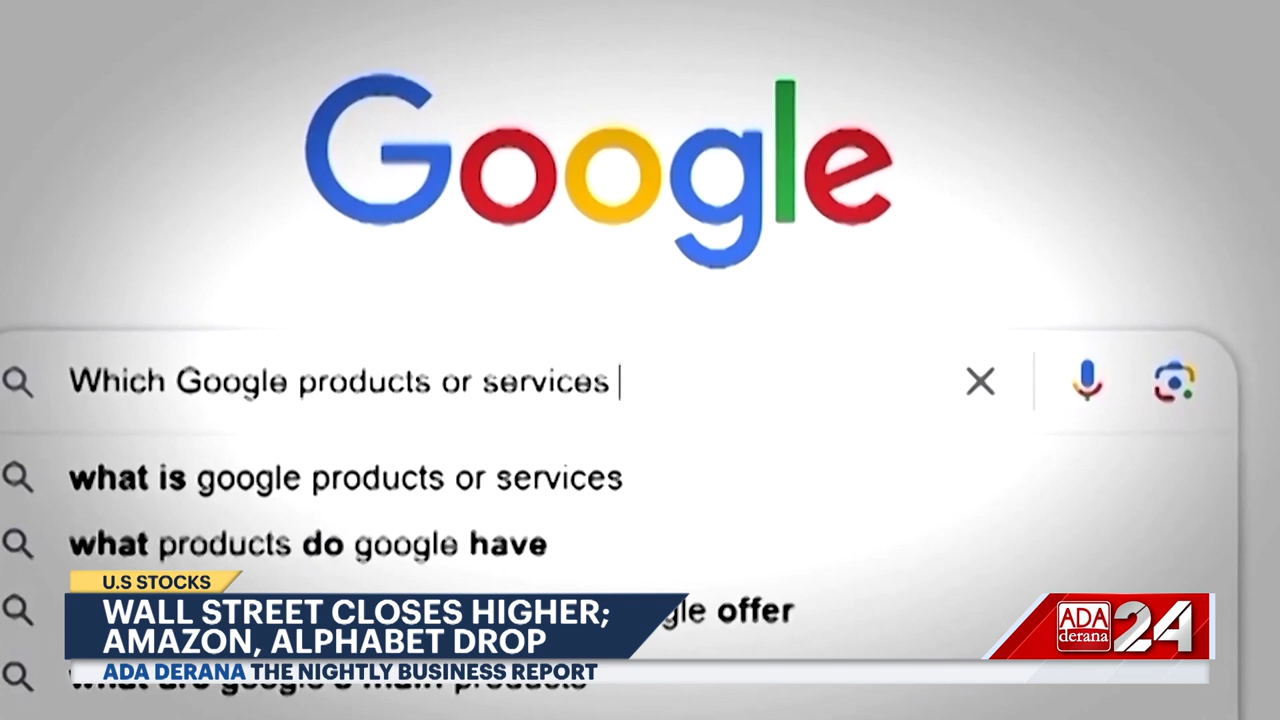 Google
Which Google products or services
what is google products or services
what products do google have
offer
U.S STOCKS
WALL STREET CLOSES HIGHER;
AMAZON, ALPHABET DROP
ADA DERANA THE NIGHTLY BUSINESS REPORT
ADA
derana
24